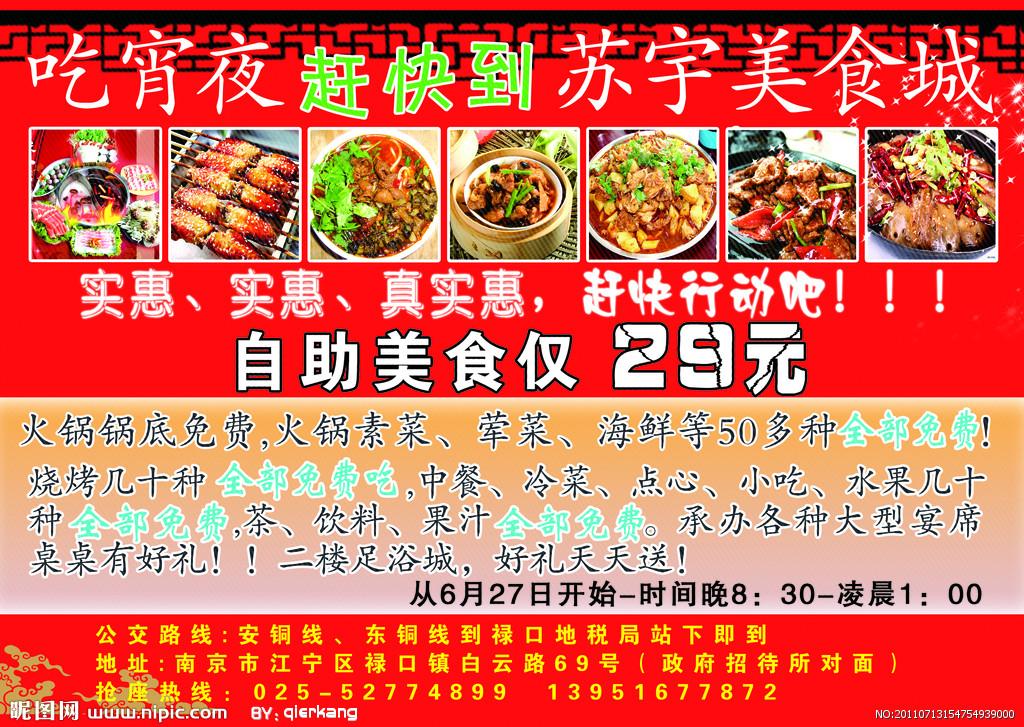 吃宵夜赶快到苏宇美食城
实惠、实惠、真实惠，赶快行动吧！！！
自助美食仅 29元
火锅锅底免费,火锅素菜、荤菜、海鲜等50多种全部免费!
烧烤几十种全部免费吃,中餐、冷菜、点心、小吃、水果几十
种全部免费,茶、饮料、果汁全部免费。承办各种大型宴席
桌桌有好礼！！二楼足浴城，好礼天天送!
从6月27日开始-时间晚8：30-凌晨1：00
公交路线:安铜线、东铜线到禄口地税局站下即到
地址:南京市江宁区禄口镇白云路69号(政府招待所对面)
抢座热线：025-52774899 13951677872
昵图网 www.nipic.com BY:qierkang NO:20110713154754939000